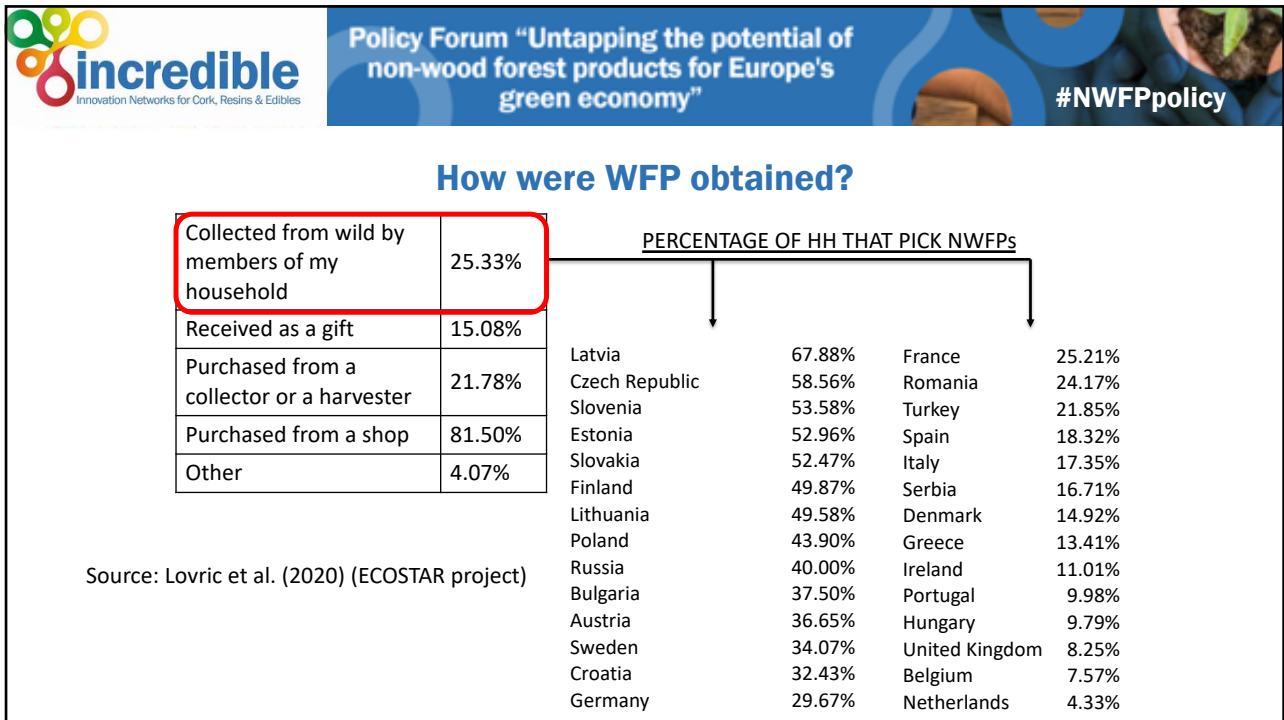 incredible
Innovation Networks for Cork, Resins & Edibles
Policy Forum “Untapping the potential of
non-wood forest products for Europe's
green economy”
#NWFPpolicy
How were WFP obtained?
Collected from wild by
members of my
household
25.33%
Received as a gift 15.08%
Purchased from a
collector or a harvester
21.78%
Purchased from a shop 81.50%
Other 4.07%
Source: Lovric et al. (2020) (ECOSTAR project)
PERCENTAGE OF HH THAT PICK NWFPs
Latvia 67.88%
Czech Republic 58.56%
Slovenia 53.58%
Estonia 52.96%
Slovakia 52.47%
Finland 49.87%
Lithuania 49.58%
Poland 43.90%
Russia 40.00%
Bulgaria 37.50%
Austria 36.65%
Sweden 34.07%
Croatia 32.43%
Germany 29.67%
France 25.21%
Romania 24.17%
Turkey 21.85%
Spain 18.32%
Italy 17.35%
Serbia 16.71%
Denmark 14.92%
Greece 13.41%
Ireland 11.01%
Portugal 9.98%
Hungary 9.79%
United Kingdom 8.25%
Belgium 7.57%
Netherlands 4.33%